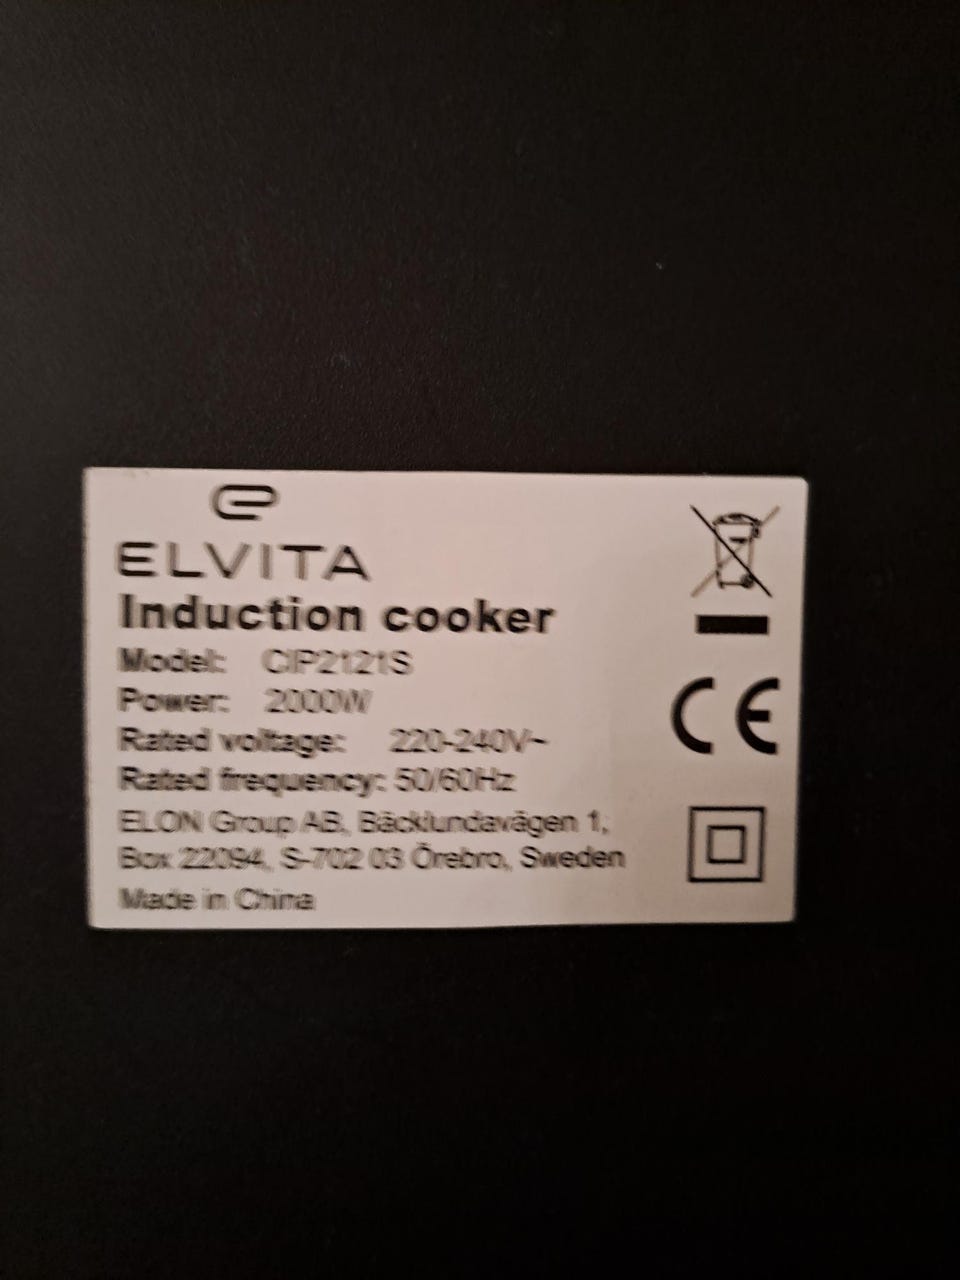 ELVITA
Induction cooker
Model: CIP2121S
Power: 2000W
Rated voltage: 220-240V~
Rated frequency: 50/60Hz
ELON Group AB, Bäcklundavägen 1,
Box 22094, S-702 03 Örebro, Sweden
Made in China
CE